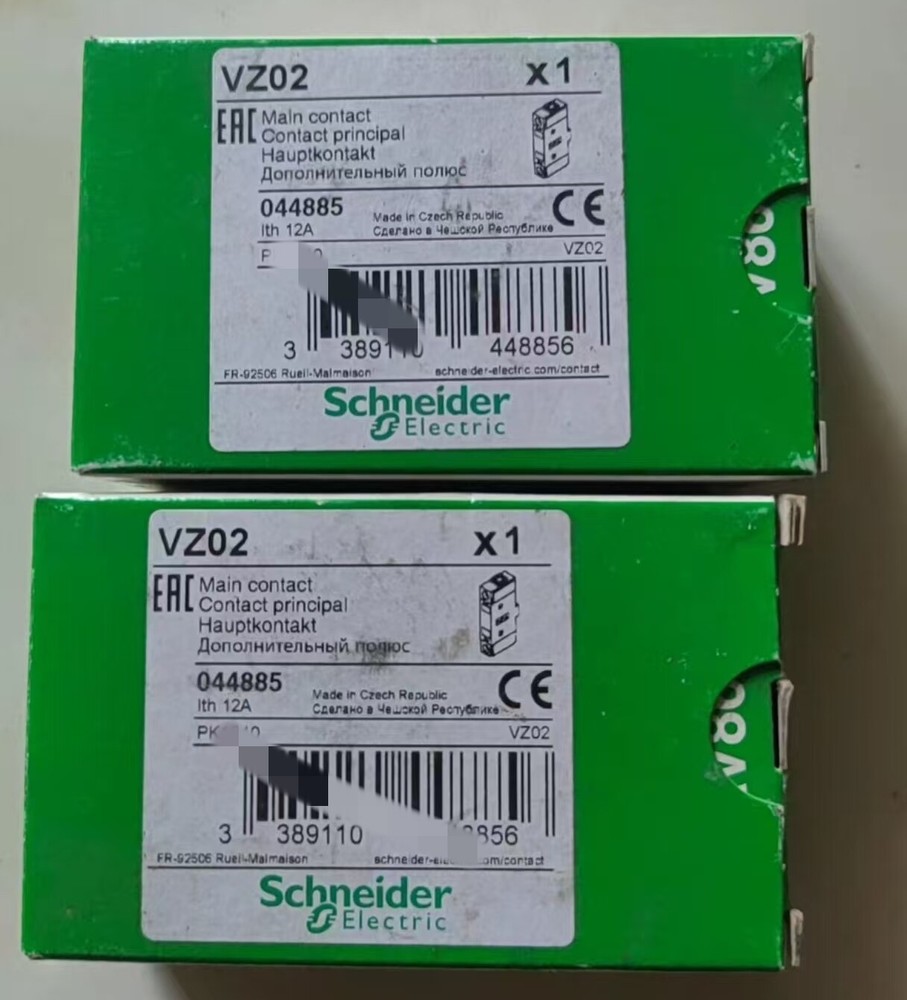 VZ02 x1
EAC Main contact
Contact principal
Hauptkontakt
Дополнительный полюс
044885
Ith 12A
Made in Czech Republic
Сделано в Чешской Республике
CE
VZ02
3 389110 448856
FR-92506 Rueil-Malmaison schneider-electric.com/contact
Schneider
Electric
VZ02 x1
EAC Main contact
Contact principal
Hauptkontakt
Дополнительный полюс
044885
Ith 12A
Made in Czech Republic
Сделано в Чешской Республике
CE
VZ02
3 389110 8856
FR-92506 Rueil-Malmaison
Schneider
Electric